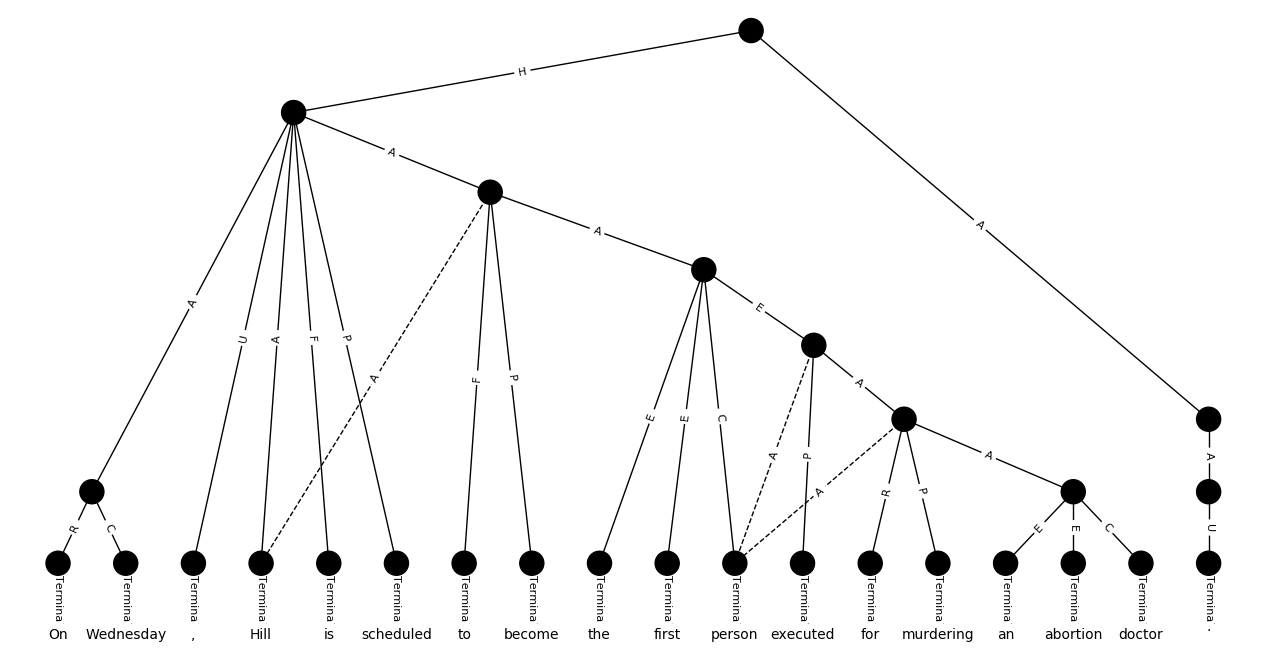 H
A
A
A
A
E
A
U
A
F
P
A
F
P
E
E
C
A
P
A
A
R
P
A
A
R
C
E
E
C
U
Termina Termina Termina Termina Termina Termina Termina Termina Termina Termina Termina Termina Termina Termina Termina Termina Termina Termina
On Wednesday , Hill is scheduled to become the first person executed for murdering an abortion doctor .